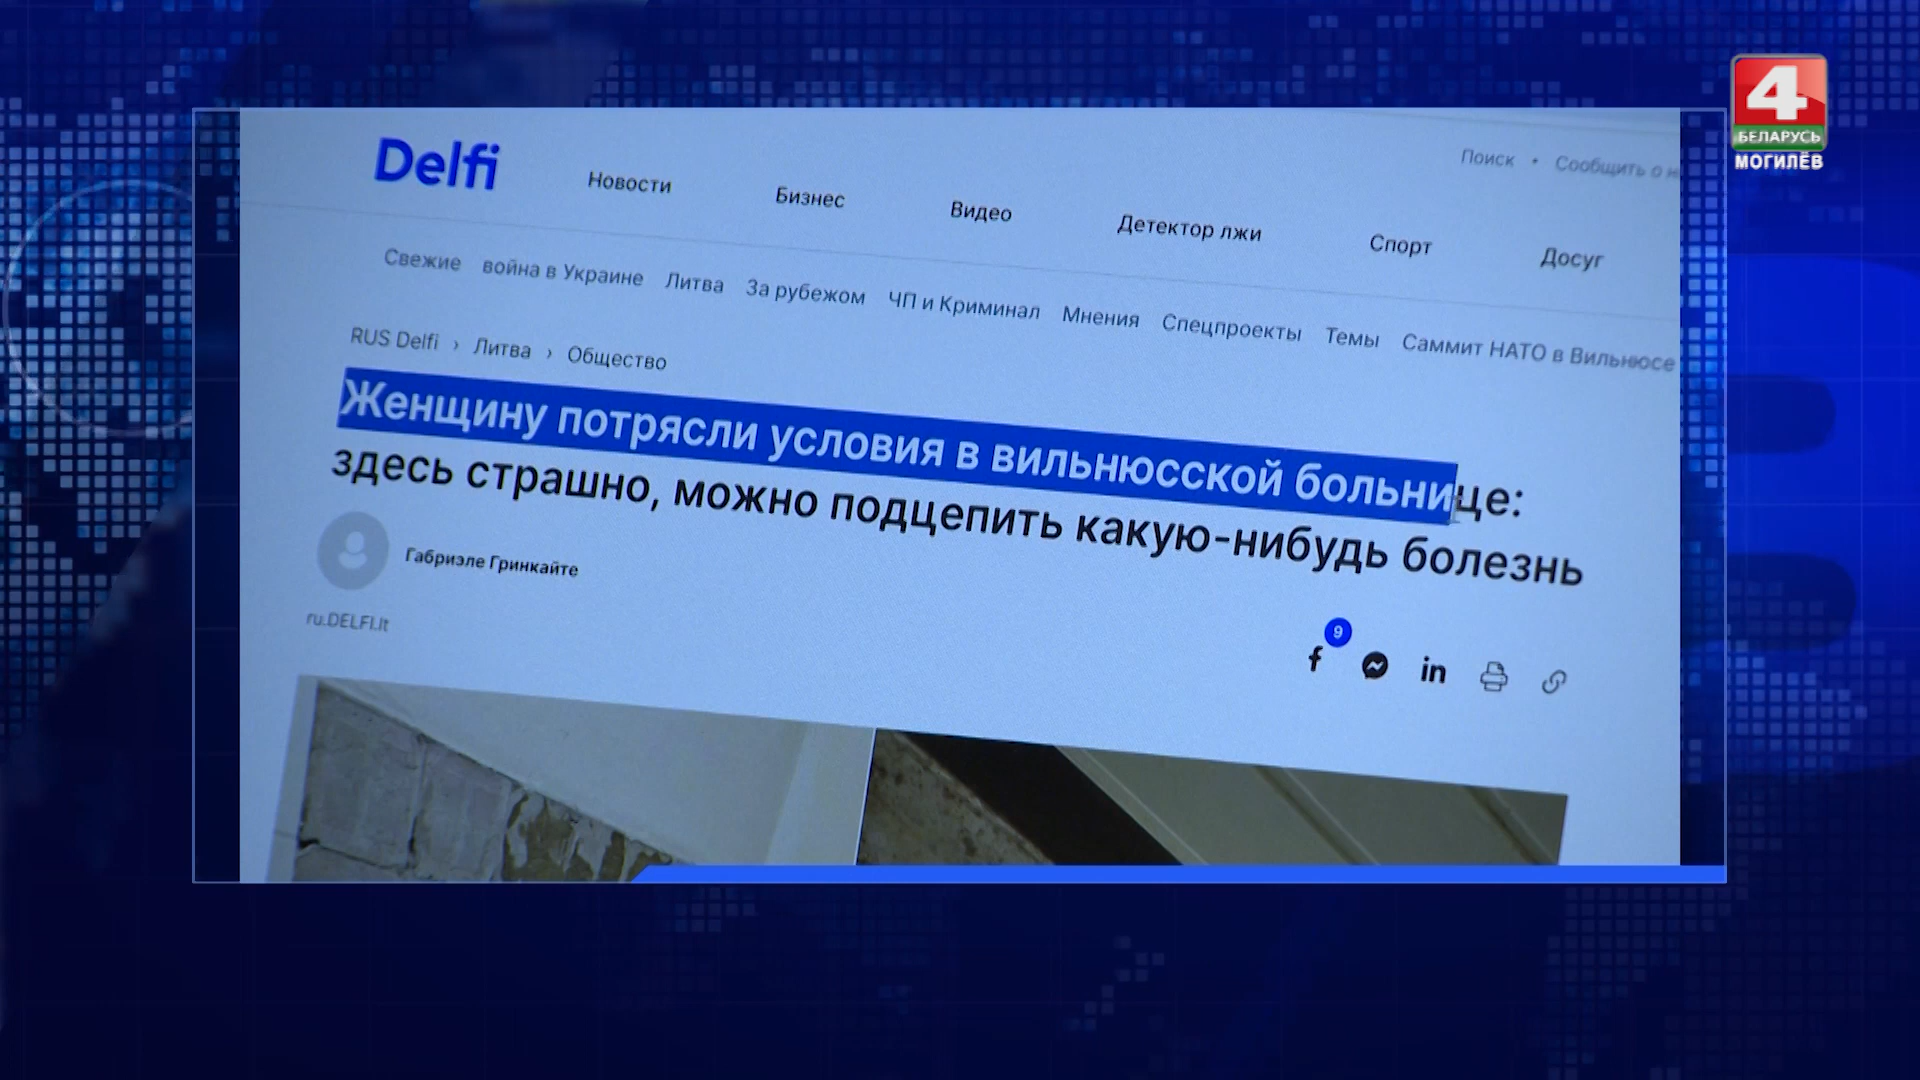 4
БЕЛАРУСЬ
МОГИЛЁВ
Delfi
Новости Бизнес Видео Детектор лжи Спорт Досуг
Поиск • Сообщить о
Свежие война в Украине Литва За рубежом ЧП и Криминал Мнения Спецпроекты Темы Саммит НАТО в Вильнюсе
RUS Delfi › Литва › Общество
Женщину потрясли условия в вильнюсской больнице:
здесь страшно, можно подцепить какую-нибудь болезнь
Габриэле Гринкайте
ru.DELFI.lt
9
f in